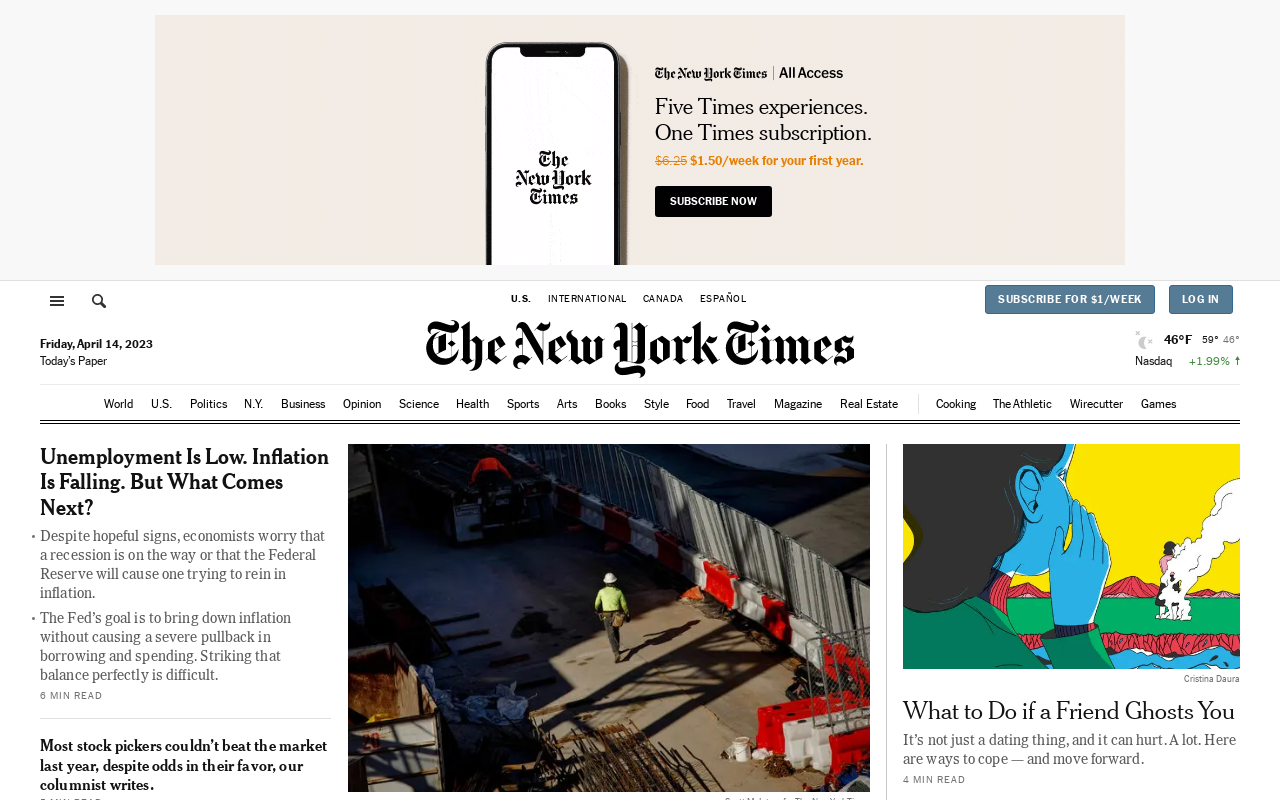 The New York Times
The New York Times | All Access
Five Times experiences.
One Times subscription.
$6.25 $1.50/week for your first year.
SUBSCRIBE NOW
U.S. INTERNATIONAL CANADA ESPAÑOL
SUBSCRIBE FOR $1/WEEK LOG IN
Friday, April 14, 2023
Today's Paper
The New York Times
46°F 59° 46°
Nasdaq +1.99% ↑
World U.S. Politics N.Y. Business Opinion Science Health Sports Arts Books Style Food Travel Magazine Real Estate Cooking The Athletic Wirecutter Games
Unemployment Is Low. Inflation
Is Falling. But What Comes
Next?
• Despite hopeful signs, economists worry that
a recession is on the way or that the Federal
Reserve will cause one trying to rein in
inflation.
• The Fed's goal is to bring down inflation
without causing a severe pullback in
borrowing and spending. Striking that
balance perfectly is difficult.
6 MIN READ
Most stock pickers couldn't beat the market
last year, despite odds in their favor, our
columnist writes.
Cristina Daura
What to Do if a Friend Ghosts You
It's not just a dating thing, and it can hurt. A lot. Here
are ways to cope — and move forward.
4 MIN READ